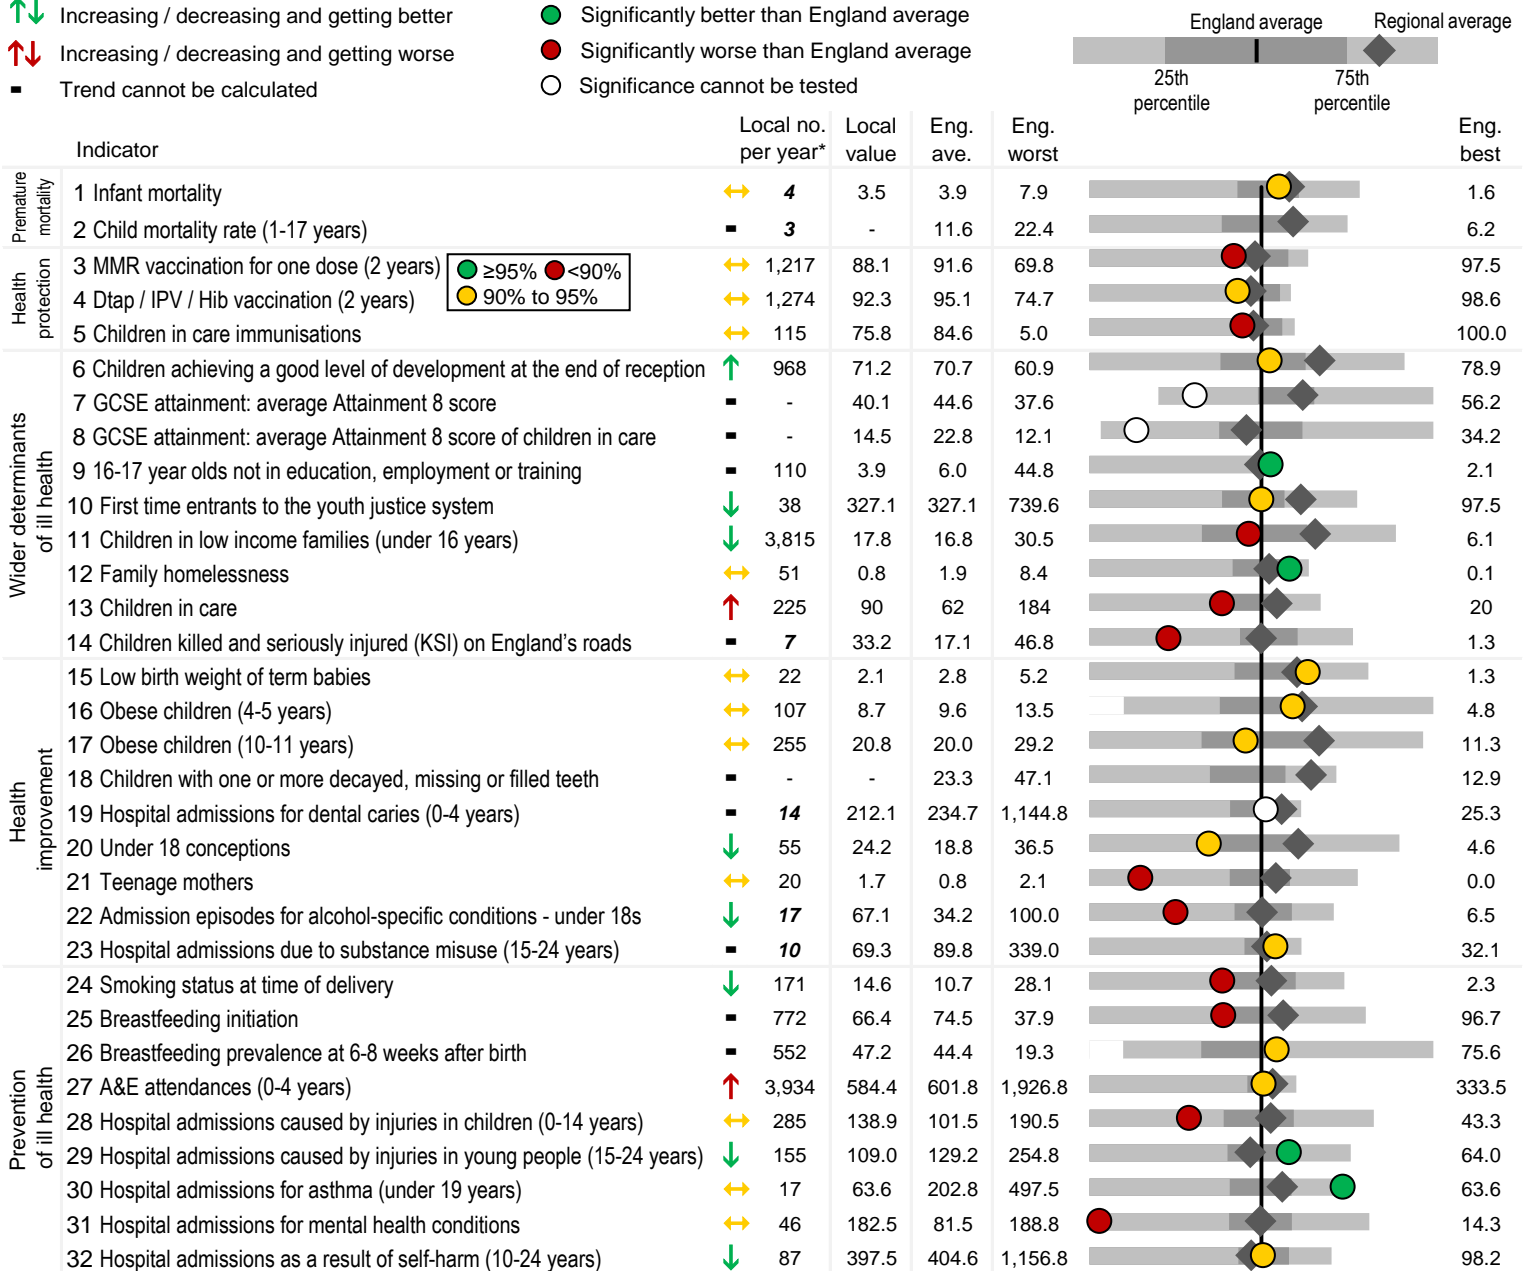 Increasing / decreasing and getting better
Significantly better than England average
England average
Regional average
Increasing / decreasing and getting worse
Significantly worse than England average
Trend cannot be calculated
Significance cannot be tested
25th percentile
75th percentile
Indicator
Local no. per year*
Local value
Eng. ave.
Eng. worst
Eng. best
Premature mortality
1 Infant mortality 4 3.5 3.9 7.9 1.6
2 Child mortality rate (1-17 years) - 3 - 11.6 22.4 6.2
Health protection
3 MMR vaccination for one dose (2 years) 1,217 88.1 91.6 69.8 97.5
≥95% <90%
90% to 95%
4 Dtap / IPV / Hib vaccination (2 years) 1,274 92.3 95.1 74.7 98.6
5 Children in care immunisations 115 75.8 84.6 5.0 100.0
Wider determinants of ill health
6 Children achieving a good level of development at the end of reception 968 71.2 70.7 60.9 78.9
7 GCSE attainment: average Attainment 8 score - - 40.1 44.6 37.6 56.2
8 GCSE attainment: average Attainment 8 score of children in care - - 14.5 22.8 12.1 34.2
9 16-17 year olds not in education, employment or training - 110 3.9 6.0 44.8 2.1
10 First time entrants to the youth justice system 38 327.1 327.1 739.6 97.5
11 Children in low income families (under 16 years) 3,815 17.8 16.8 30.5 6.1
12 Family homelessness 51 0.8 1.9 8.4 0.1
13 Children in care 225 90 62 184 20
14 Children killed and seriously injured (KSI) on England's roads - 7 33.2 17.1 46.8 1.3
Health improvement
15 Low birth weight of term babies 22 2.1 2.8 5.2 1.3
16 Obese children (4-5 years) 107 8.7 9.6 13.5 4.8
17 Obese children (10-11 years) 255 20.8 20.0 29.2 11.3
18 Children with one or more decayed, missing or filled teeth - - - 23.3 47.1 12.9
19 Hospital admissions for dental caries (0-4 years) - 14 212.1 234.7 1,144.8 25.3
20 Under 18 conceptions 55 24.2 18.8 36.5 4.6
21 Teenage mothers 20 1.7 0.8 2.1 0.0
22 Admission episodes for alcohol-specific conditions - under 18s 17 67.1 34.2 100.0 6.5
23 Hospital admissions due to substance misuse (15-24 years) - 10 69.3 89.8 339.0 32.1
Prevention of ill health
24 Smoking status at time of delivery 171 14.6 10.7 28.1 2.3
25 Breastfeeding initiation - 772 66.4 74.5 37.9 96.7
26 Breastfeeding prevalence at 6-8 weeks after birth - 552 47.2 44.4 19.3 75.6
27 A&E attendances (0-4 years) 3,934 584.4 601.8 1,926.8 333.5
28 Hospital admissions caused by injuries in children (0-14 years) 285 138.9 101.5 190.5 43.3
29 Hospital admissions caused by injuries in young people (15-24 years) 155 109.0 129.2 254.8 64.0
30 Hospital admissions for asthma (under 19 years) 17 63.6 202.8 497.5 63.6
31 Hospital admissions for mental health conditions 46 182.5 81.5 188.8 14.3
32 Hospital admissions as a result of self-harm (10-24 years) 87 397.5 404.6 1,156.8 98.2